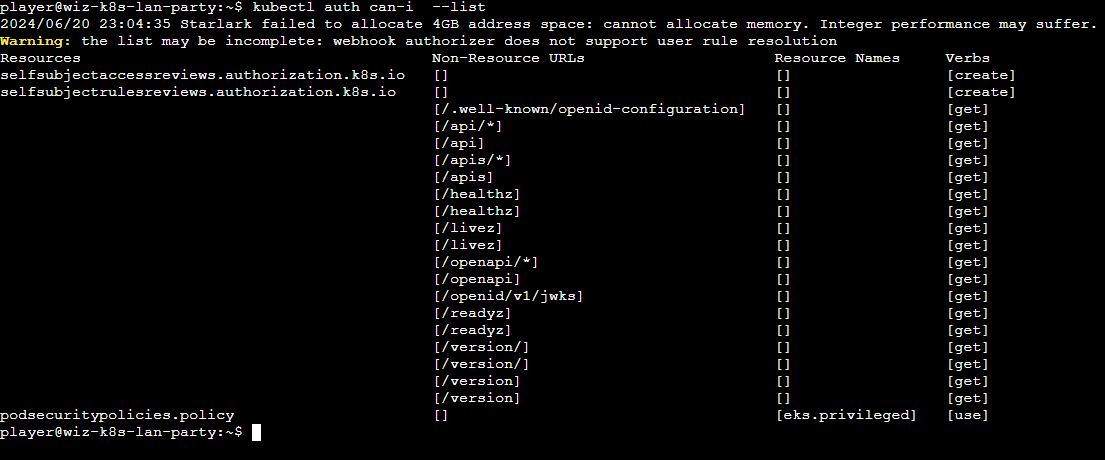 player@wiz-k8s-lan-party:~$ kubectl auth can-i  --list
2024/06/20 23:04:35 Starlark failed to allocate 4GB address space: cannot allocate memory. Integer performance may suffer.
Warning: the list may be incomplete: webhook authorizer does not support user rule resolution
Resources                                       Non-Resource URLs                      Resource Names     Verbs
selfsubjectaccessreviews.authorization.k8s.io   []                                     []                 [create]
selfsubjectrulesreviews.authorization.k8s.io    []                                     []                 [create]
                                                [/.well-known/openid-configuration]    []                 [get]
                                                [/api/*]                               []                 [get]
                                                [/api]                                 []                 [get]
                                                [/apis/*]                              []                 [get]
                                                [/apis]                                []                 [get]
                                                [/healthz]                             []                 [get]
                                                [/healthz]                             []                 [get]
                                                [/livez]                               []                 [get]
                                                [/livez]                               []                 [get]
                                                [/openapi/*]                           []                 [get]
                                                [/openapi]                             []                 [get]
                                                [/openid/v1/jwks]                      []                 [get]
                                                [/readyz]                              []                 [get]
                                                [/readyz]                              []                 [get]
                                                [/version/]                            []                 [get]
                                                [/version/]                            []                 [get]
                                                [/version]                             []                 [get]
                                                [/version]                             []                 [get]
podsecuritypolicies.policy                      []                                     [eks.privileged]   [use]
player@wiz-k8s-lan-party:~$